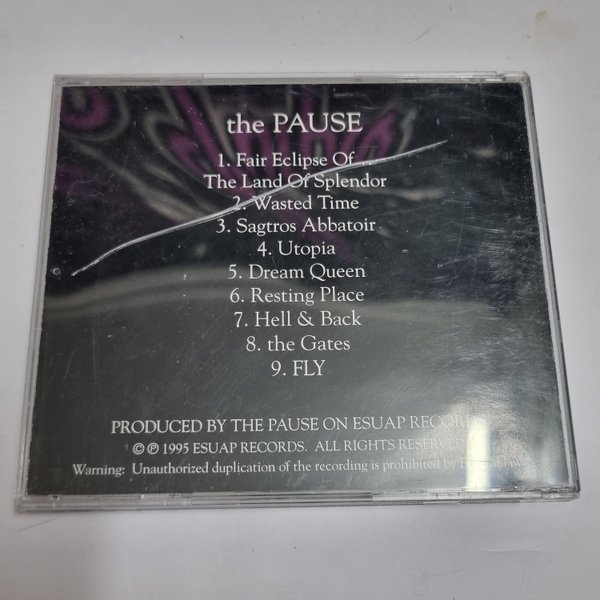 the PAUSE
1. Fair Eclipse Of ...
The Land Of Splendor
2. Wasted Time
3. Sagtros Abbatoir
4. Utopia
5. Dream Queen
6. Resting Place
7. Hell & Back
8. the Gates
9. FLY
PRODUCED BY THE PAUSE ON ESUAP
© ℗ 1995 ESUAP RECORDS. ALL RIGHTS
Warning: Unauthorized duplication of the recording is prohibited by